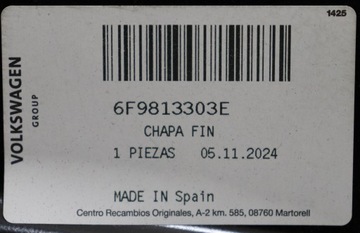 1425
VOLKSWAGEN
GROUP
6F9813303E
CHAPA FIN
1 PIEZAS 05.11.2024
MADE IN Spain
Centro Recambios Originales, A-2 km. 585, 08760 Martorell